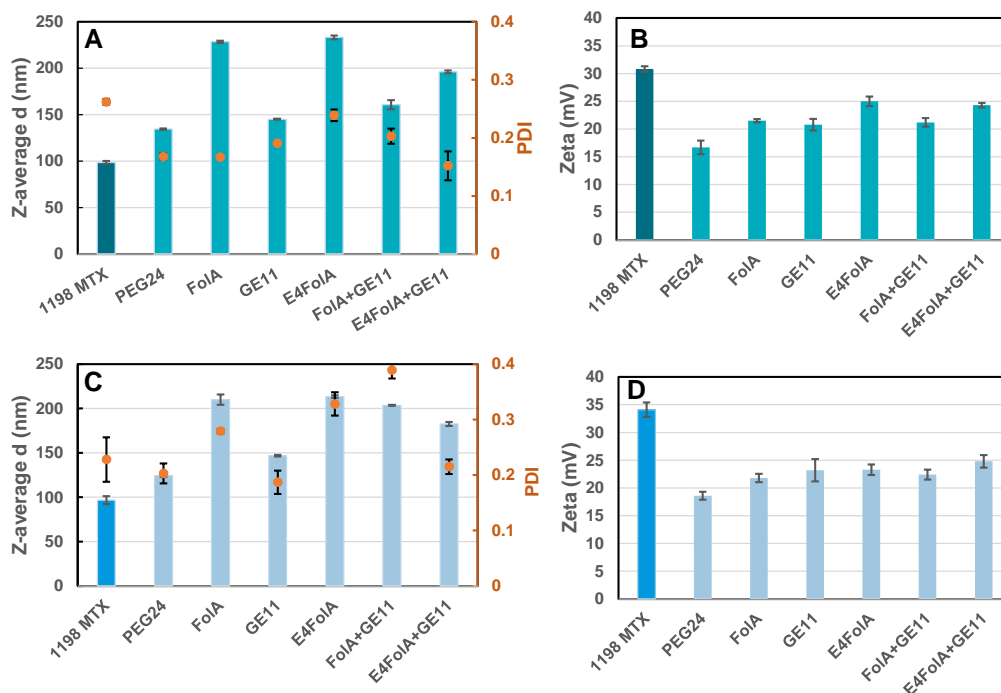 A
Z-average d (nm)
250
200
150
100
50
0
0.4
0.3
0.2
0.1
0
PDI
1198 MTX
PEG24
FolA
GE11
E4FolA
FolA+GE11
E4FolA+GE11
B
Zeta (mV)
40
35
30
25
20
15
10
5
0
1198 MTX
PEG24
FolA
GE11
E4FolA
FolA+GE11
E4FolA+GE11
C
Z-average d (nm)
250
200
150
100
50
0
0.4
0.3
0.2
0.1
0
PDI
1198 MTX
PEG24
FolA
GE11
E4FolA
FolA+GE11
E4FolA+GE11
D
Zeta (mV)
40
35
30
25
20
15
10
5
0
1198 MTX
PEG24
FolA
GE11
E4FolA
FolA+GE11
E4FolA+GE11